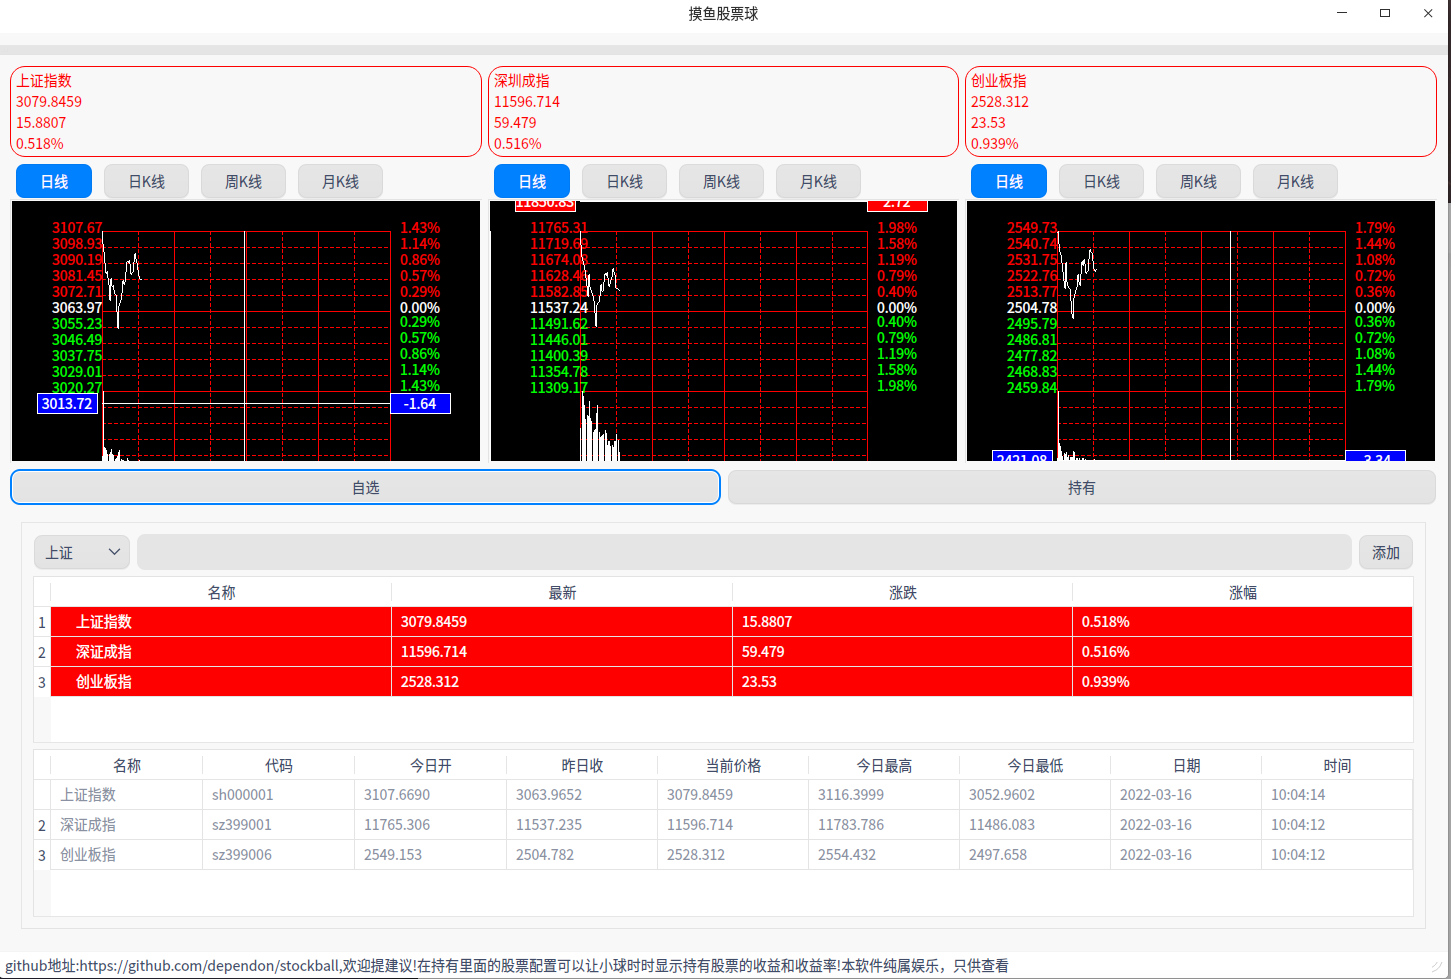 摸鱼股票球
上证指数
3079.8459
15.8807
0.518%
深圳成指
11596.714
59.479
0.516%
创业板指
2528.312
23.53
0.939%
日线 日K线 周K线 月K线
日线 日K线 周K线 月K线
日线 日K线 周K线 月K线
3107.67 1.43%
3098.93 1.14%
3090.19 0.86%
3081.45 0.57%
3072.71 0.29%
3063.97 0.00%
3055.23 0.29%
3046.49 0.57%
3037.75 0.86%
3029.01 1.14%
3020.27 1.43%
3013.72 -1.64
11850.83 2.72
11765.31 1.98%
11719.69 1.58%
11674.08 1.19%
11628.46 0.79%
11582.85 0.40%
11537.24 0.00%
11491.62 0.40%
11446.01 0.79%
11400.39 1.19%
11354.78 1.58%
11309.17 1.98%
2549.73 1.79%
2540.74 1.44%
2531.75 1.08%
2522.76 0.72%
2513.77 0.36%
2504.78 0.00%
2495.79 0.36%
2486.81 0.72%
2477.82 1.08%
2468.83 1.44%
2459.84 1.79%
2421.08 -3.34
自选 持有
上证 添加
名称 最新 涨跌 涨幅
1 上证指数 3079.8459 15.8807 0.518%
2 深证成指 11596.714 59.479 0.516%
3 创业板指 2528.312 23.53 0.939%
名称 代码 今日开 昨日收 当前价格 今日最高 今日最低 日期 时间
上证指数 sh000001 3107.6690 3063.9652 3079.8459 3116.3999 3052.9602 2022-03-16 10:04:14
2 深证成指 sz399001 11765.306 11537.235 11596.714 11783.786 11486.083 2022-03-16 10:04:12
3 创业板指 sz399006 2549.153 2504.782 2528.312 2554.432 2497.658 2022-03-16 10:04:12
github地址:https://github.com/dependon/stockball,欢迎提建议!在持有里面的股票配置可以让小球时时显示持有股票的收益和收益率!本软件纯属娱乐，只供查看